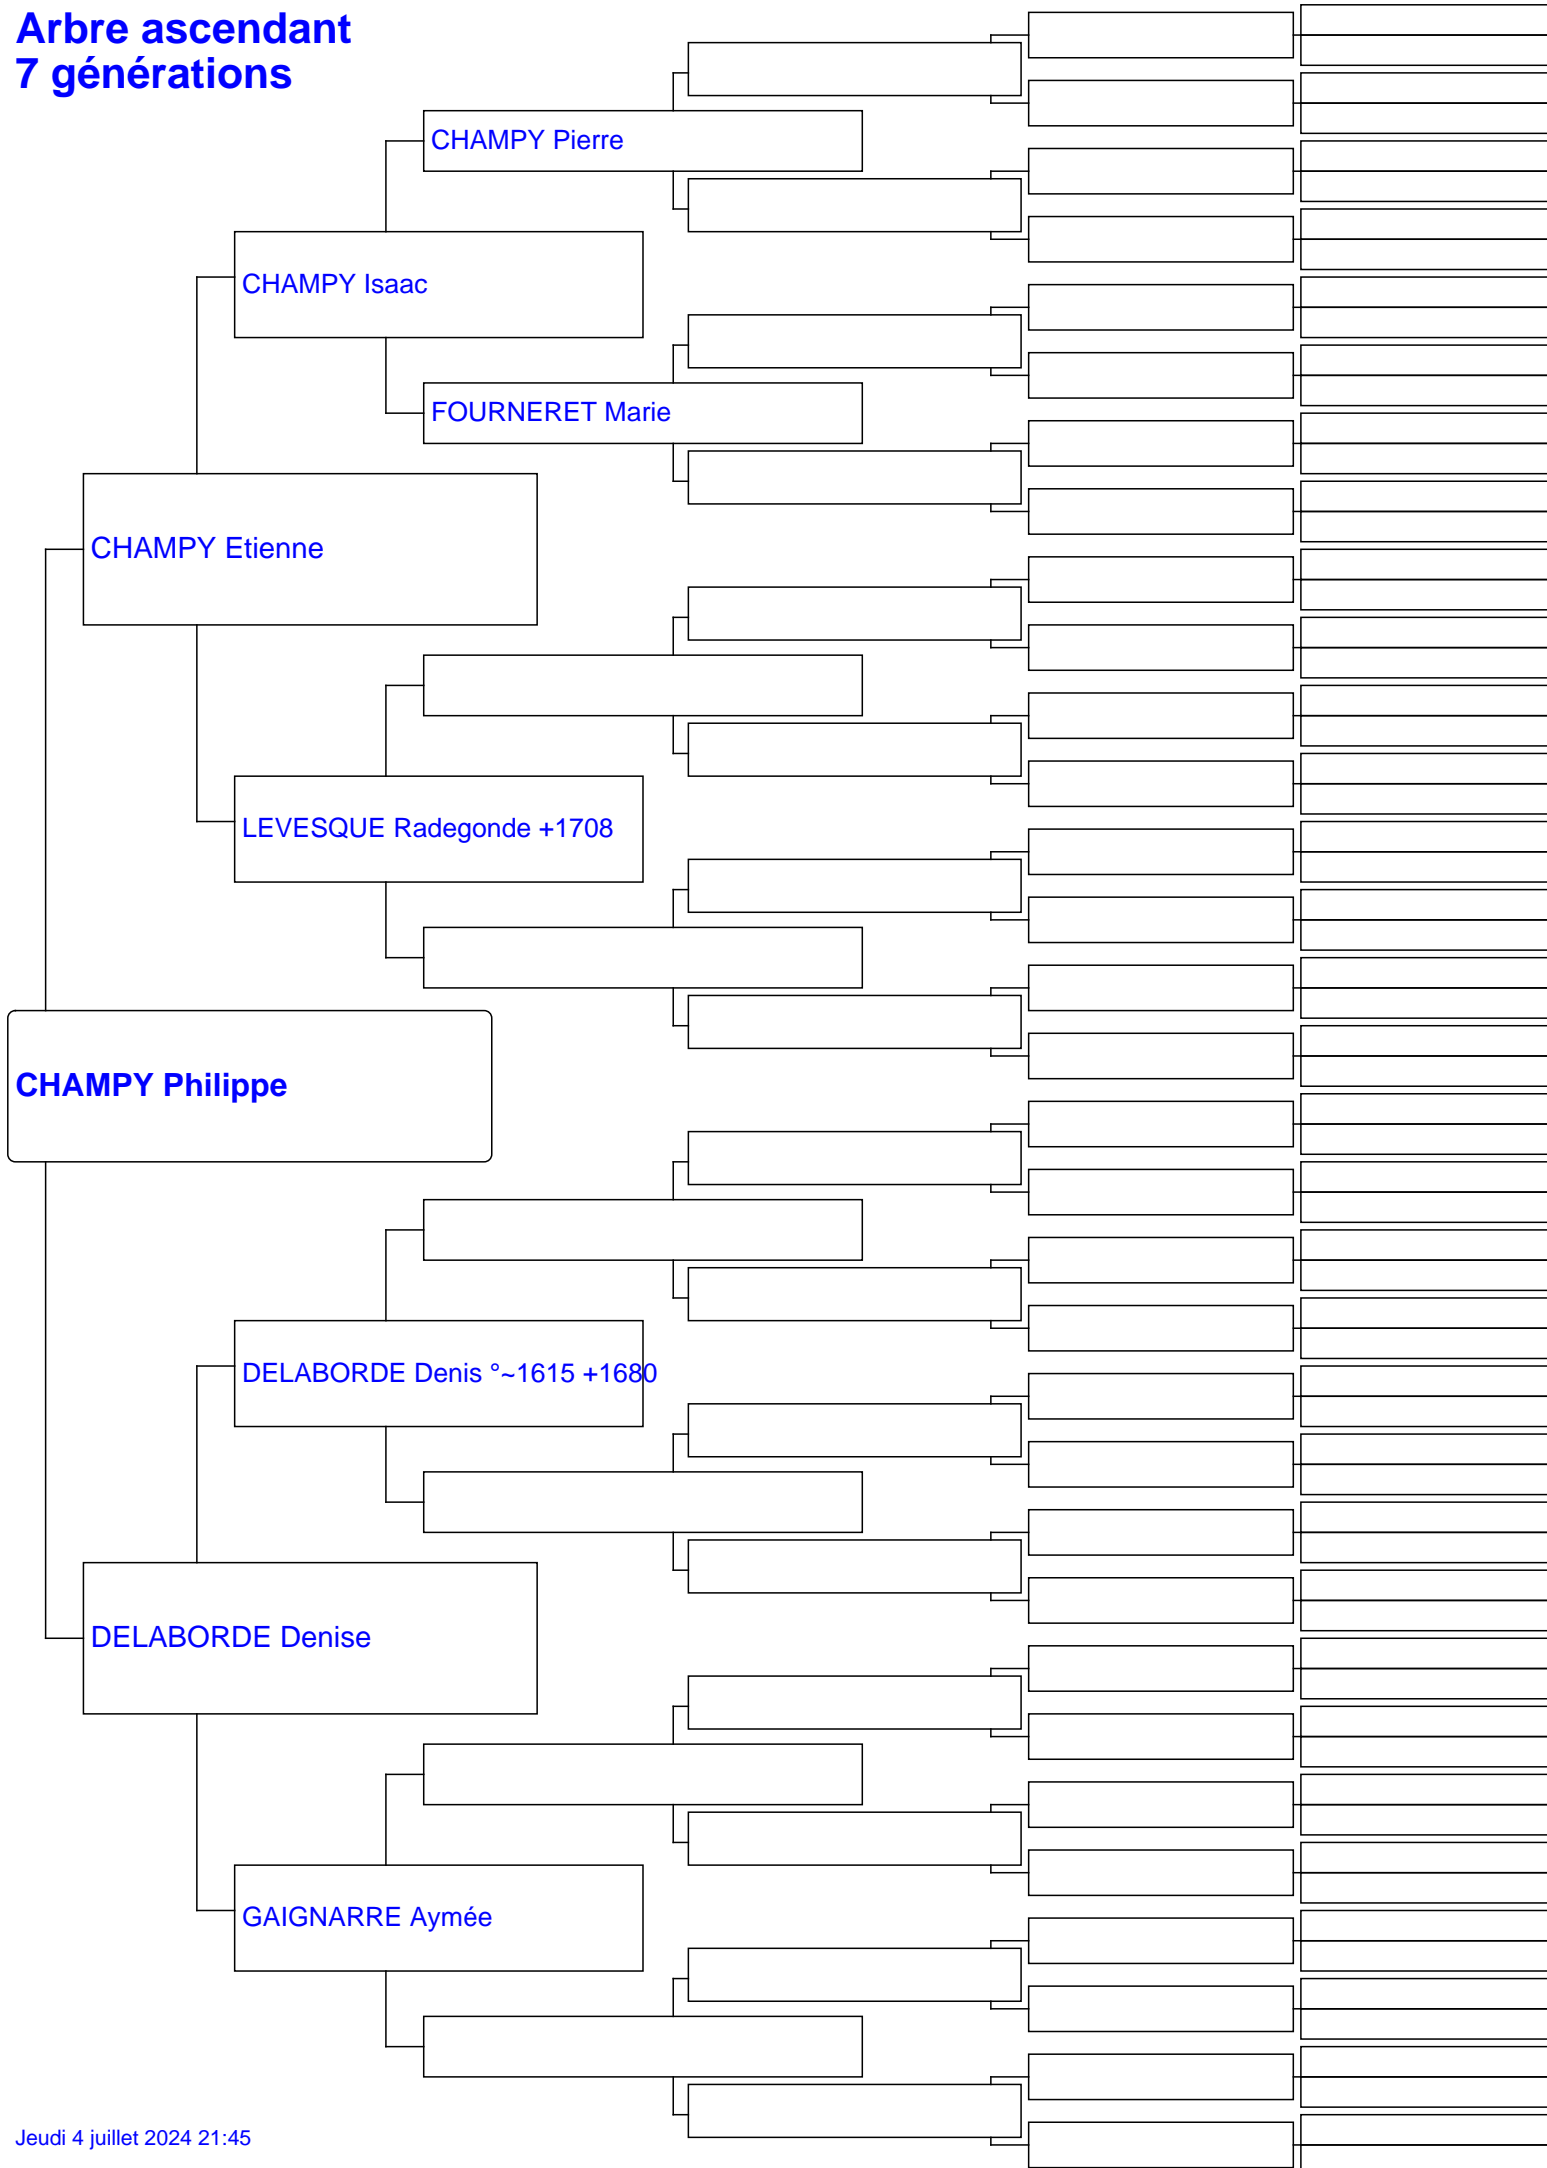 Arbre ascendant
7 générations
CHAMPY Pierre
CHAMPY Isaac
FOURNERET Marie
CHAMPY Etienne
LEVESQUE Radegonde +1708
CHAMPY Philippe
DELABORDE Denis °~1615 +1680
DELABORDE Denise
GAIGNARRE Aymée
Jeudi 4 juillet 2024 21:45